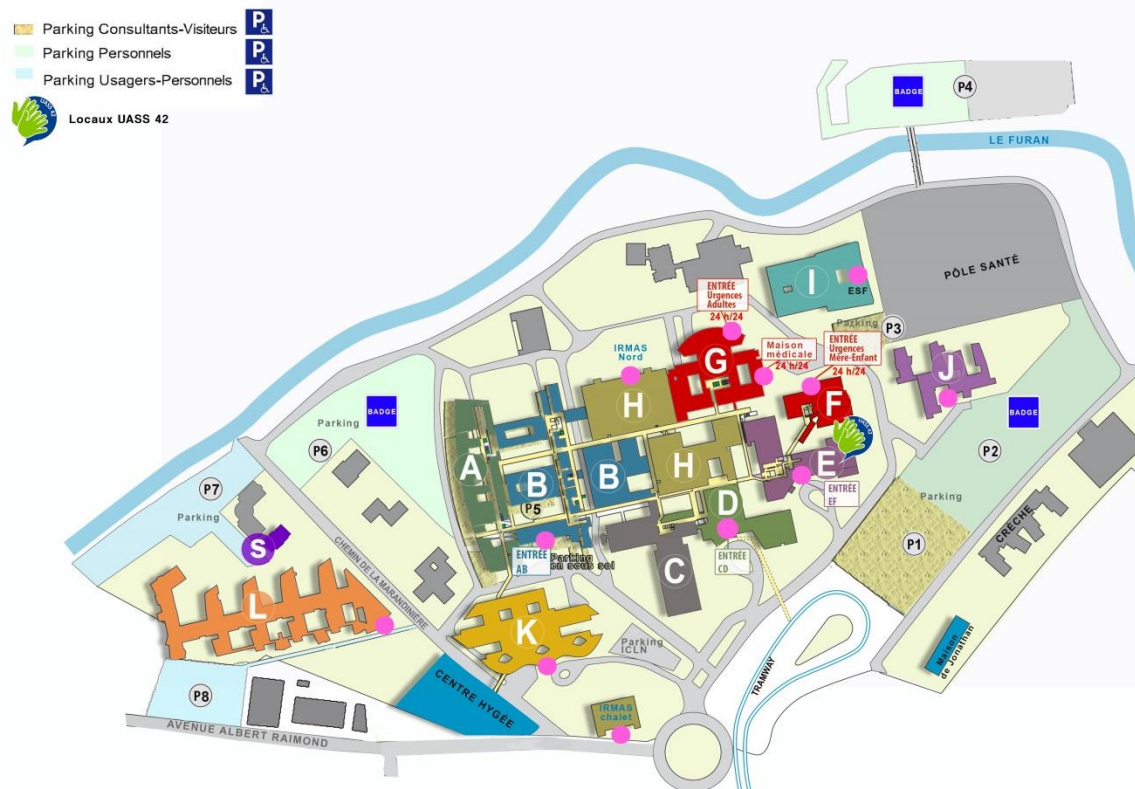 Parking Consultants-Visiteurs
P
Parking Personnels
P
Parking Usagers-Personnels
P
UASS 42
Locaux UASS 42
BADGE
P4
LE FURAN
PÔLE SANTÉ
I
ESF
ENTRÉE
Urgences
Adultes
24 h/24
Parking
P3
IRMAS
Nord
G
Maison
médicale
24 h/24
ENTRÉE
Urgences
Mère-Enfant
24 h/24
J
H
F
BADGE
Parking
BADGE
P6
UASS 42
P2
A
B
B
H
E
P7
Parking
P5
ENTRÉE
EF
Parking
D
P1
CRÈCHE
S
ENTRÉE
AB
Parking
en sous sol
C
ENTRÉE
CD
CHEMIN DE LA MARANDINIÈRE
L
K
Parking
ICLN
Maison
de Jonathan
TRAMWAY
P8
CENTRE HYGÉE
IRMAS
chalet
AVENUE ALBERT RAIMOND